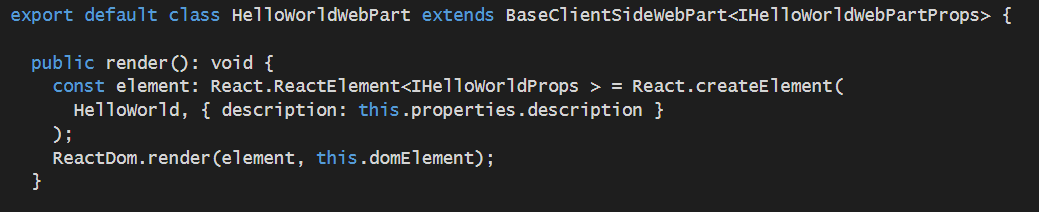 export default class HelloWorldWebPart extends BaseClientSideWebPart<IHelloWorldWebPartProps> {
public render(): void {
const element: React.ReactElement<IHelloWorldProps > = React.createElement(
HelloWorld, { description: this.properties.description }
);
ReactDom.render(element, this.domElement);
}